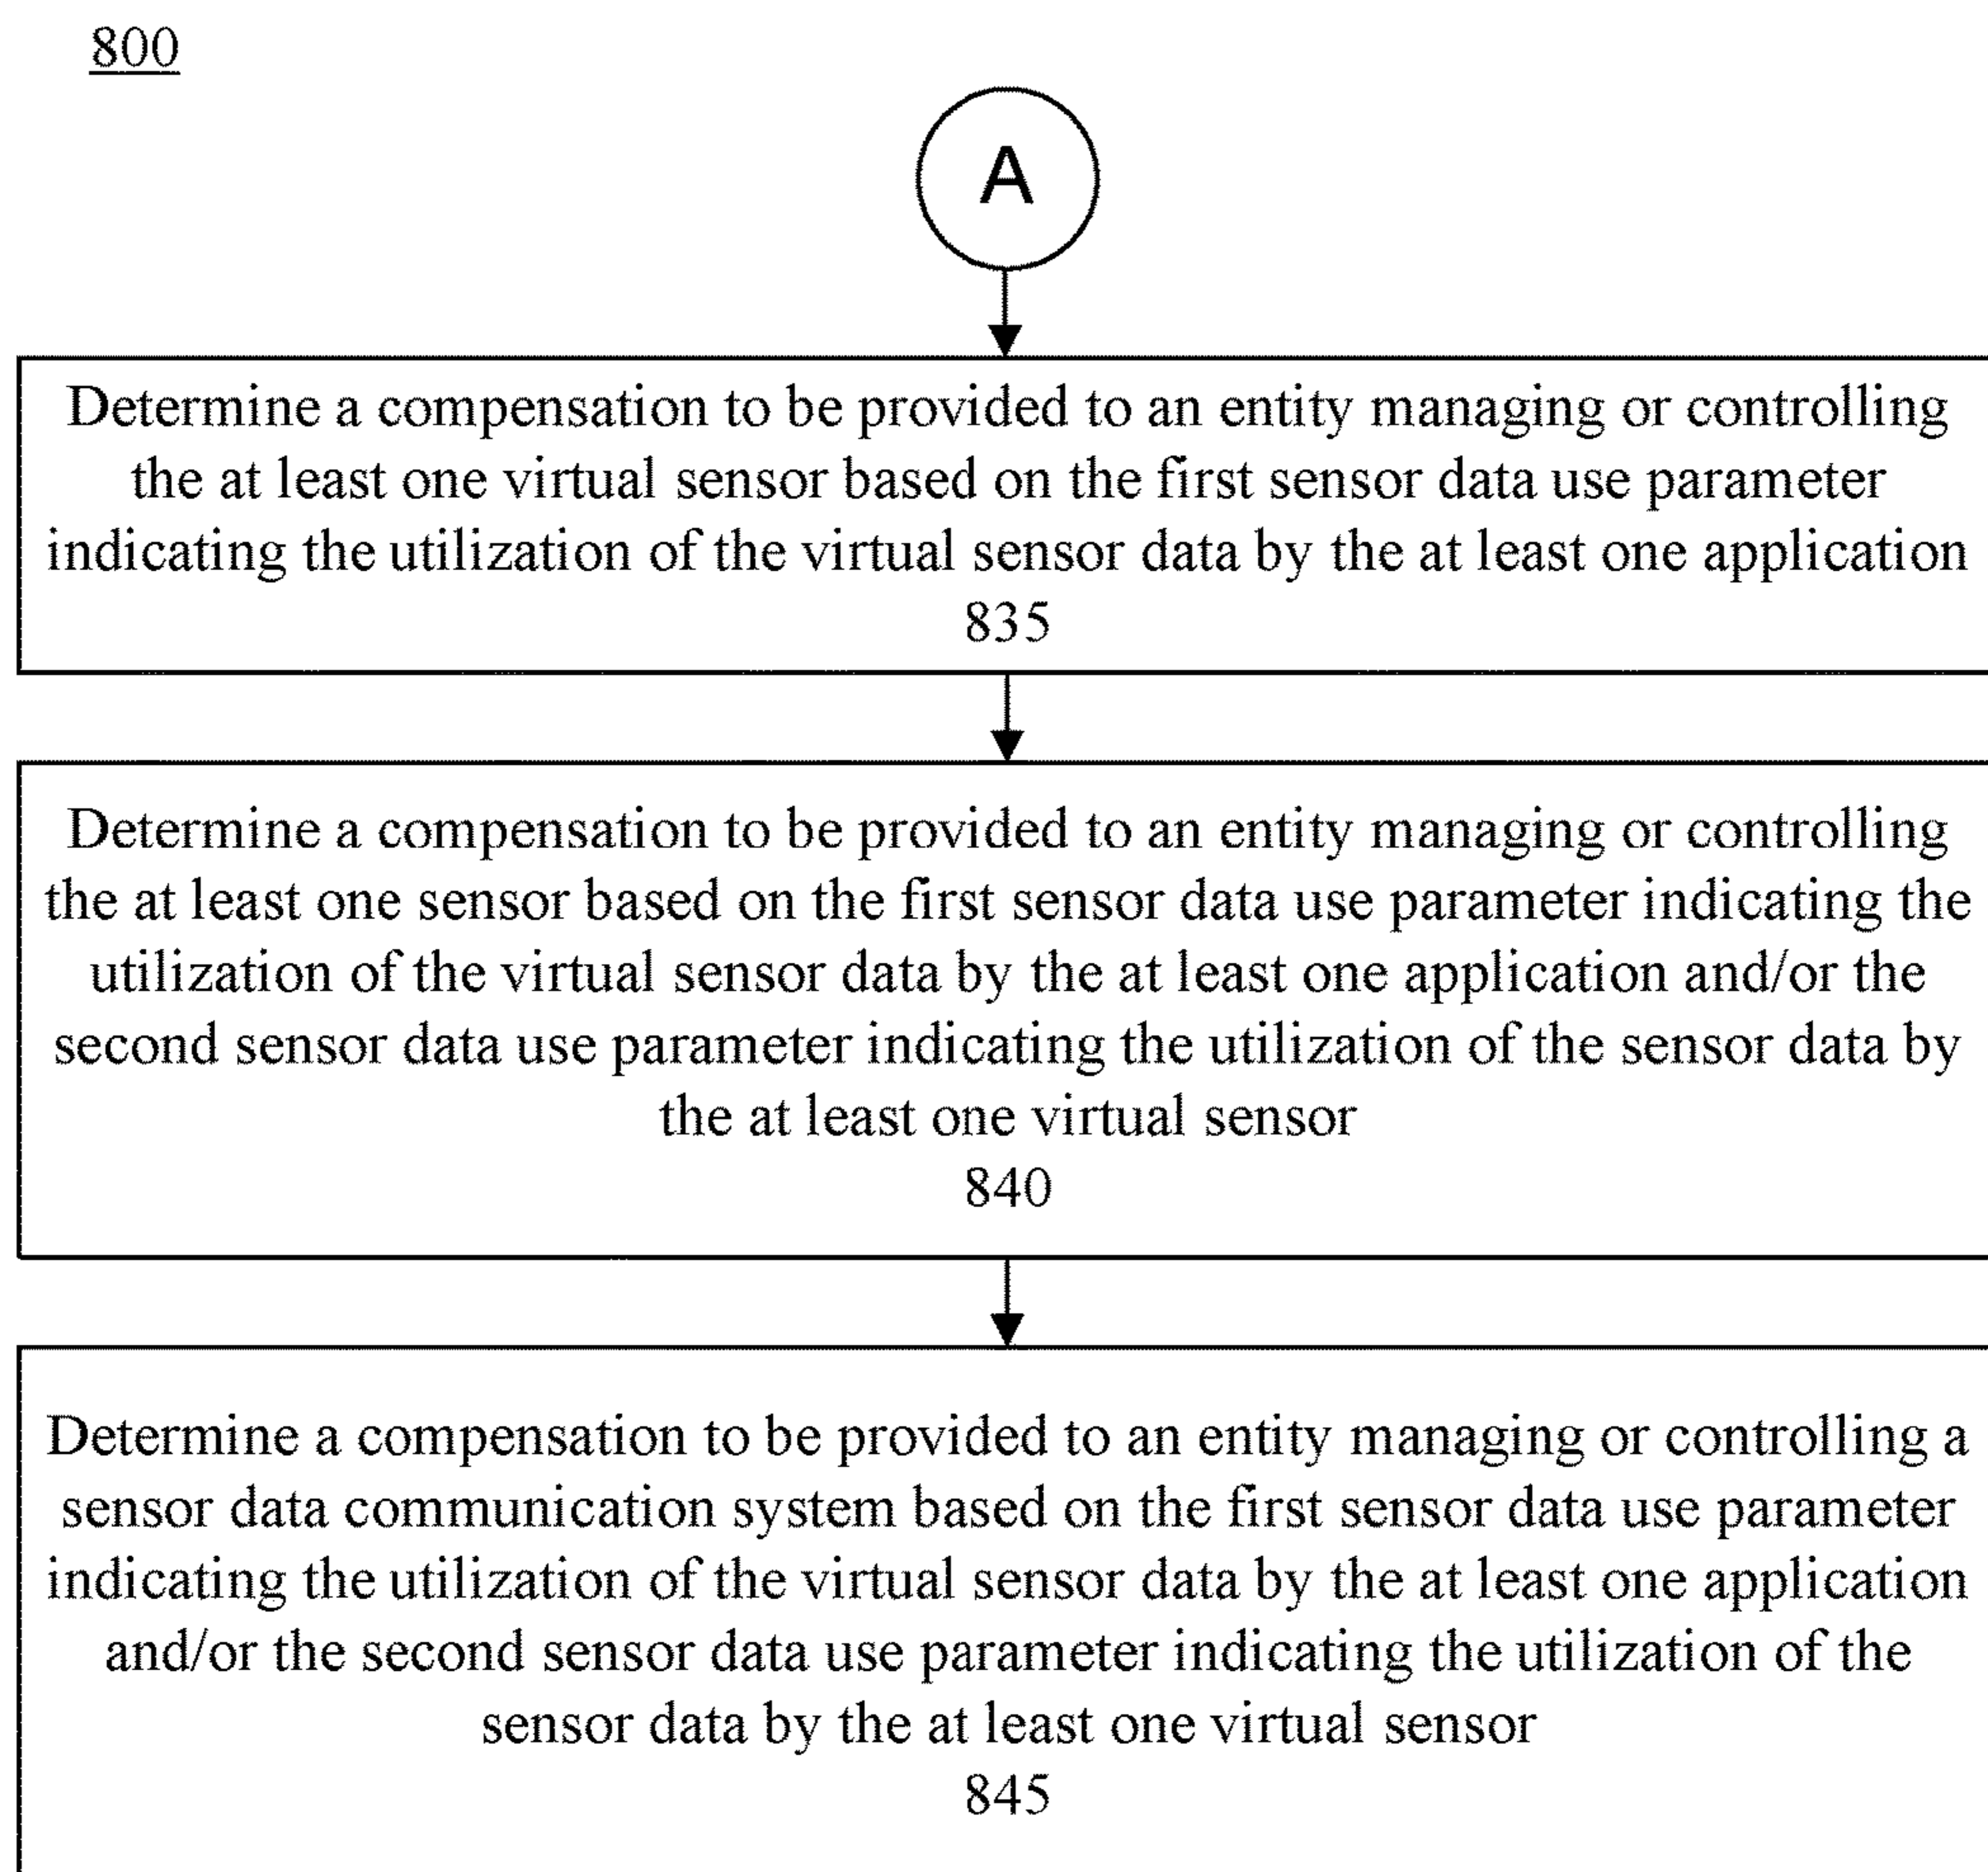 800
A
Determine a compensation to be provided to an entity managing or controlling
the at least one virtual sensor based on the first sensor data use parameter
indicating the utilization of the virtual sensor data by the at least one application
835
Determine a compensation to be provided to an entity managing or controlling
the at least one sensor based on the first sensor data use parameter indicating the
utilization of the virtual sensor data by the at least one application and/or the
second sensor data use parameter indicating the utilization of the sensor data by
the at least one virtual sensor
840
Determine a compensation to be provided to an entity managing or controlling a
sensor data communication system based on the first sensor data use parameter
indicating the utilization of the virtual sensor data by the at least one application
and/or the second sensor data use parameter indicating the utilization of the
sensor data by the at least one virtual sensor
845